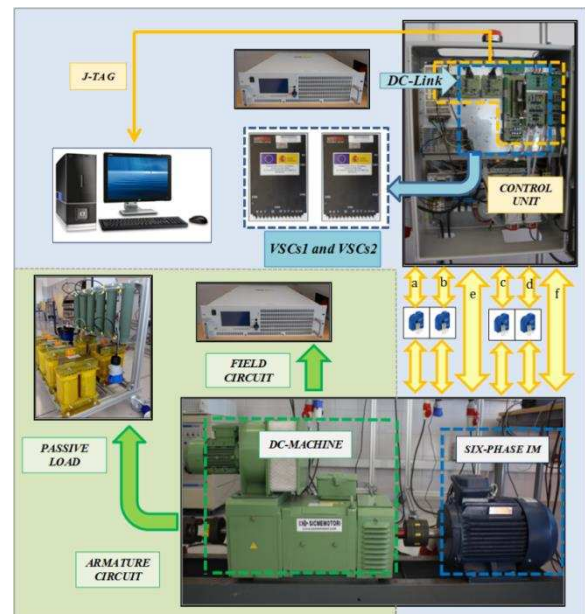 J-TAG
DC-Link
CONTROL
UNIT
VSCs1 and VSCs2
a
b
e
c
d
f
FIELD
CIRCUIT
PASSIVE
LOAD
DC-MACHINE
SIX-PHASE IM
SICMEMOTORI
ARMATURE
CIRCUIT